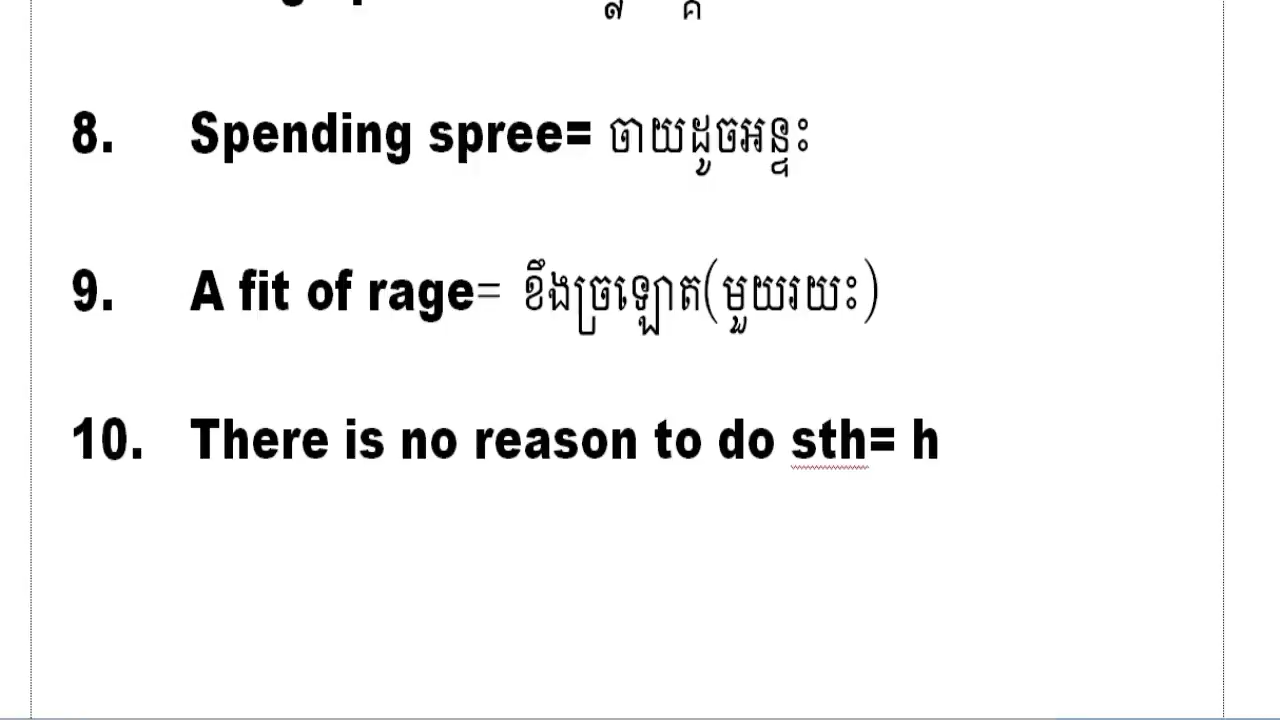 8. Spending spree= ចាយដូចអន្ទះ
9. A fit of rage= ខឹងច្រឡោត(មួយរយះ)
10. There is no reason to do sth= h